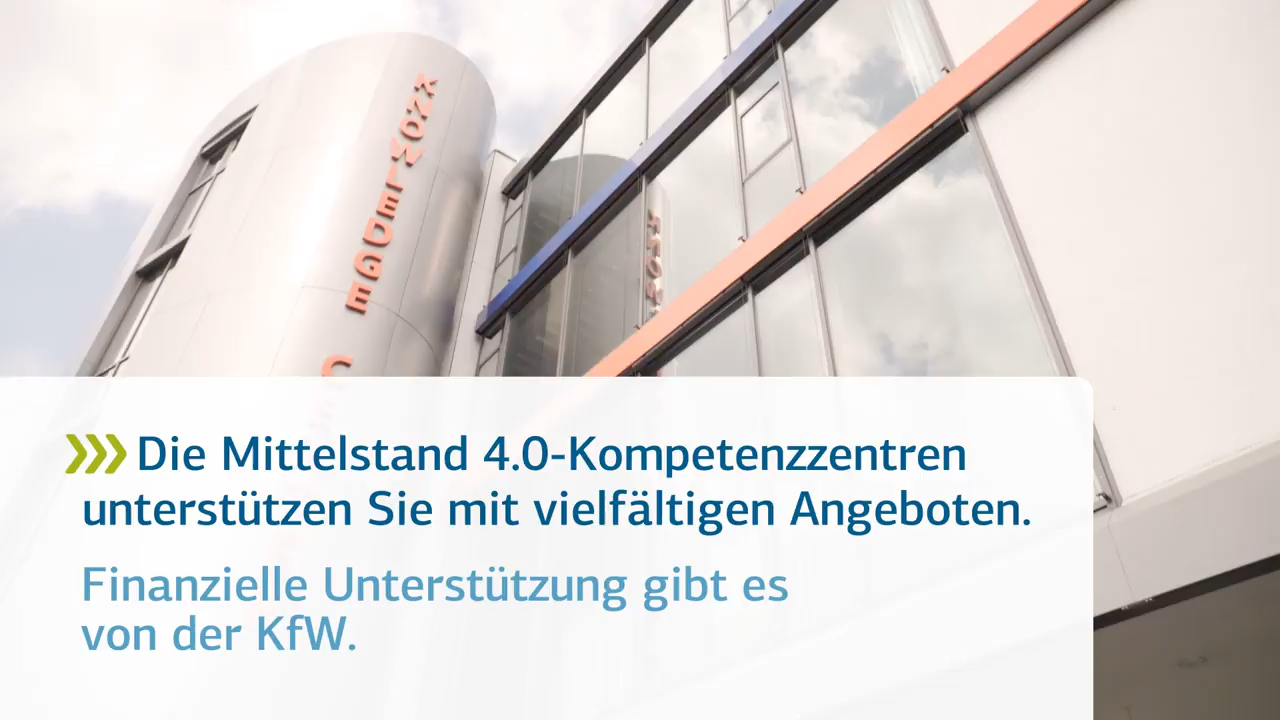 KNOWLEDGE
Die Mittelstand 4.0-Kompetenzzentren
unterstützen Sie mit vielfältigen Angeboten.
Finanzielle Unterstützung gibt es
von der KfW.